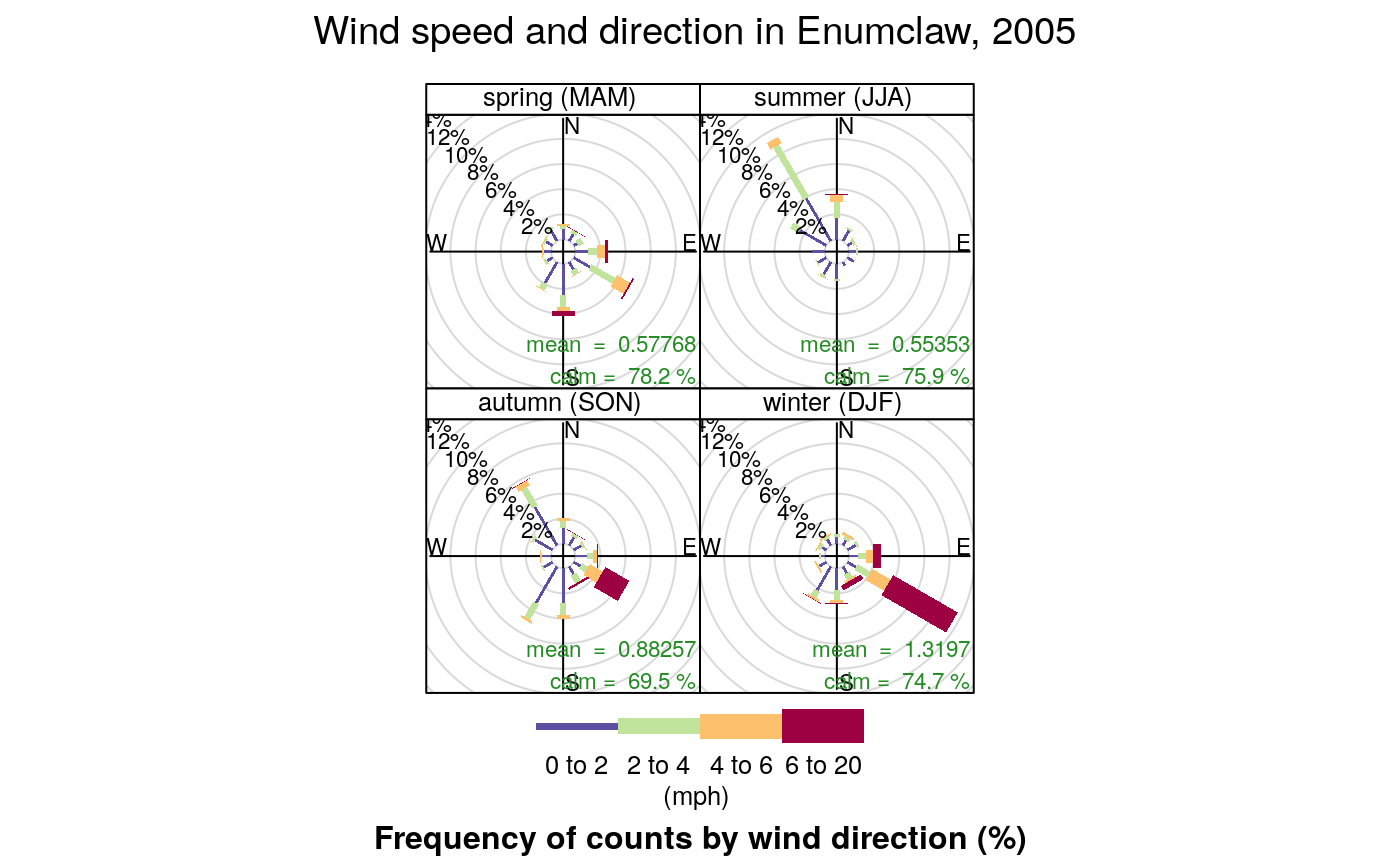 Wind speed and direction in Enumclaw, 2005
spring (MAM)
N
12%
10%
8%
6%
4%
2%
W
E
mean = 0.57768
S
calm = 78.2 %
summer (JJA)
N
12%
10%
8%
6%
4%
2%
W
E
mean = 0.55353
S
calm = 75.9 %
autumn (SON)
N
12%
10%
8%
6%
4%
2%
W
E
mean = 0.88257
S
calm = 69.5 %
winter (DJF)
N
12%
10%
8%
6%
4%
2%
W
E
mean = 1.3197
S
calm = 74.7 %
0 to 2 2 to 4 4 to 6 6 to 20
(mph)
Frequency of counts by wind direction (%)